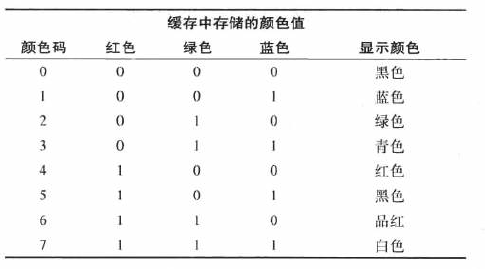 缓存中存储的颜色值
颜色码 红色 绿色 蓝色 显示颜色
0 0 0 0 黑色
1 0 0 1 蓝色
2 0 1 0 绿色
3 0 1 1 青色
4 1 0 0 红色
5 1 0 1 黑色
6 1 1 0 品红
7 1 1 1 白色